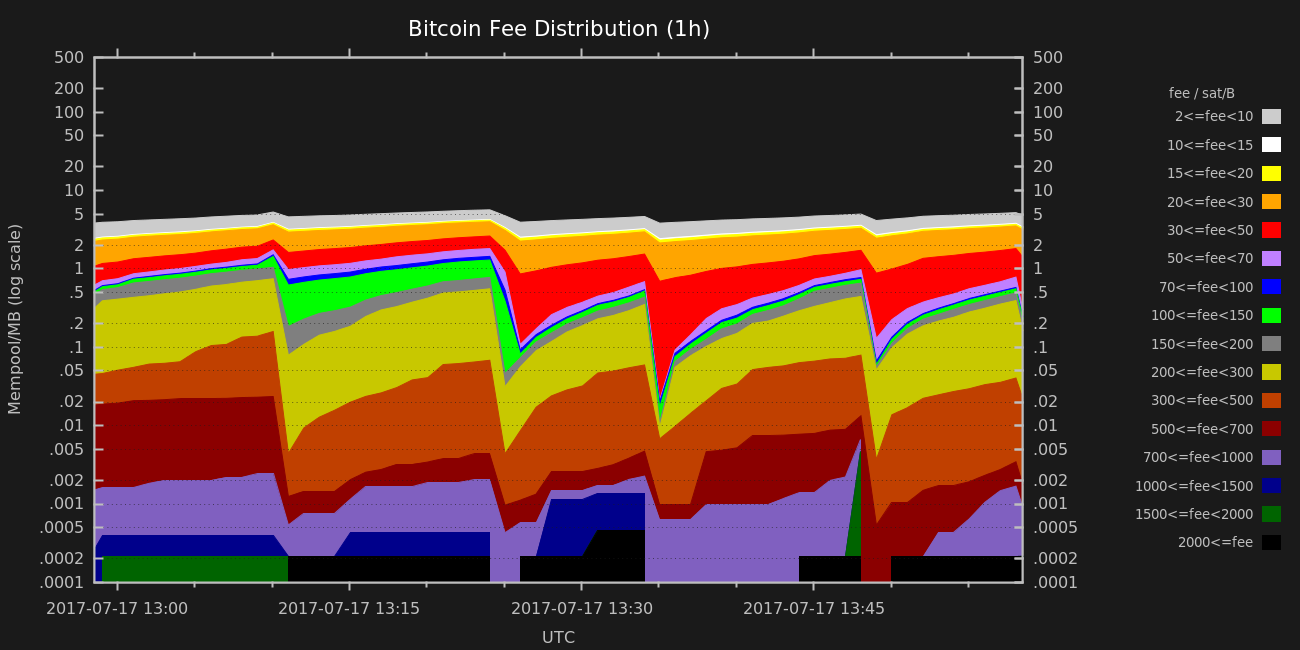 Bitcoin Fee Distribution (1h)
500
200
100
50
20
10
5
2
1
.5
.2
.1
.05
.02
.01
.005
.002
.001
.0005
.0002
.0001
Mempool/MB (log scale)
500
200
100
50
20
10
5
2
1
.5
.2
.1
.05
.02
.01
.005
.002
.001
.0005
.0002
.0001
2017-07-17 13:00
2017-07-17 13:15
2017-07-17 13:30
2017-07-17 13:45
UTC
fee / sat/B
2<=fee<10
10<=fee<15
15<=fee<20
20<=fee<30
30<=fee<50
50<=fee<70
70<=fee<100
100<=fee<150
150<=fee<200
200<=fee<300
300<=fee<500
500<=fee<700
700<=fee<1000
1000<=fee<1500
1500<=fee<2000
2000<=fee